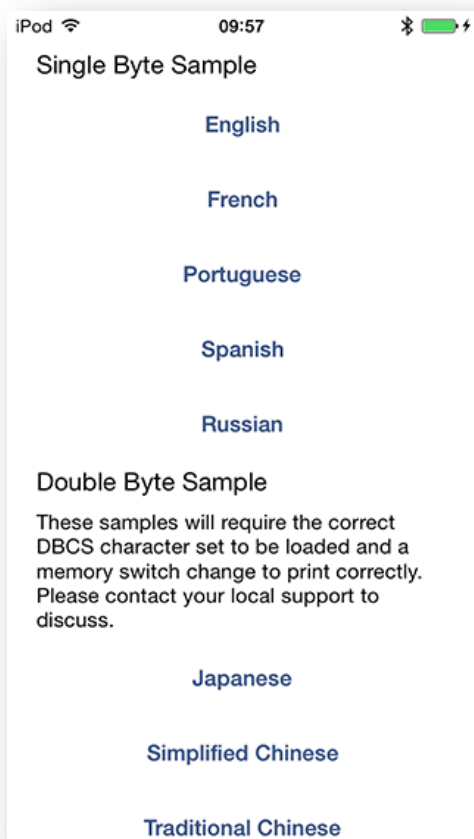 iPod 09:57
Single Byte Sample
English
French
Portuguese
Spanish
Russian
Double Byte Sample
These samples will require the correct
DBCS character set to be loaded and a
memory switch change to print correctly.
Please contact your local support to
discuss.
Japanese
Simplified Chinese
Traditional Chinese